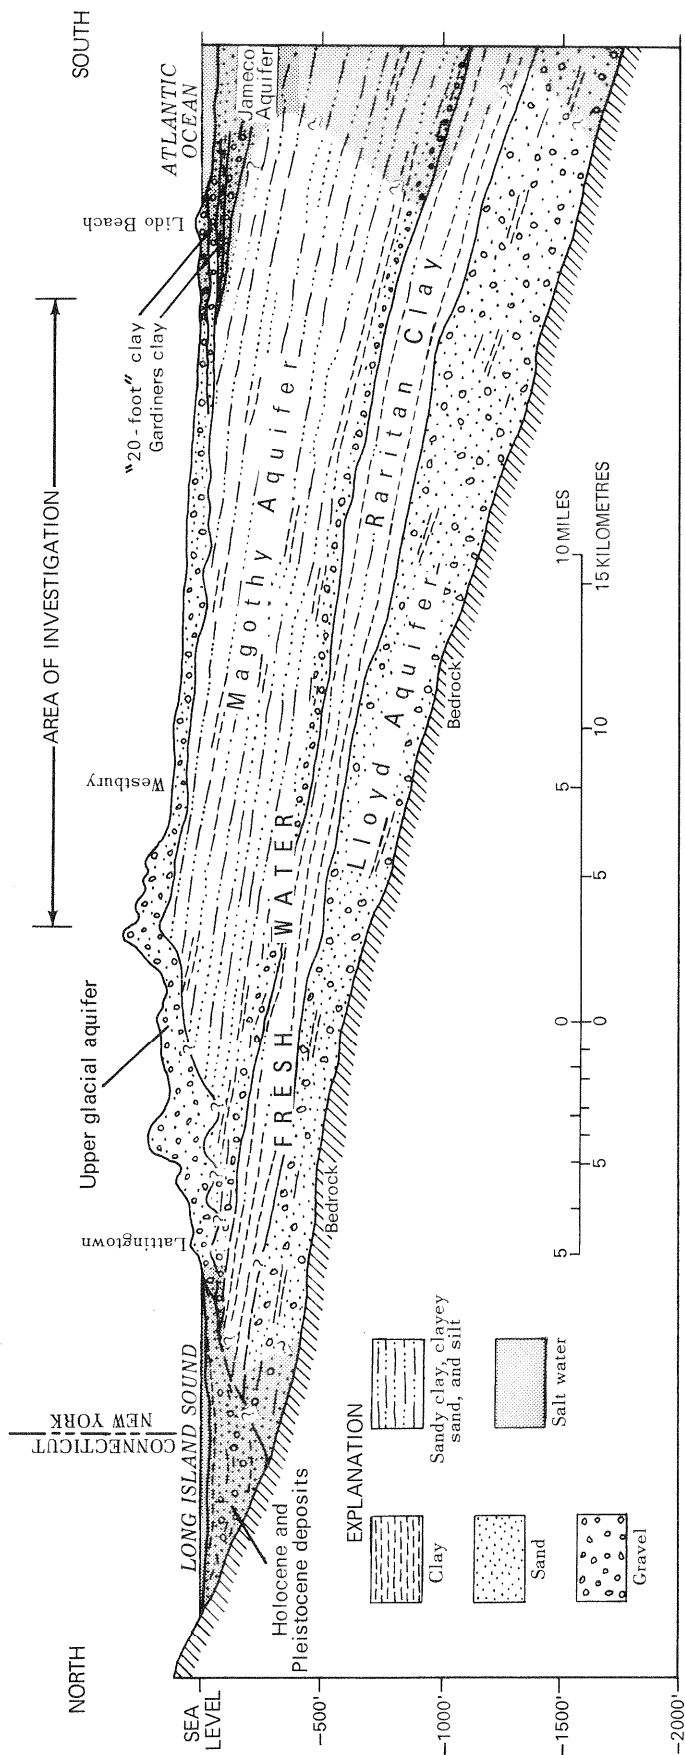 NORTH
SOUTH
AREA OF INVESTIGATION
CONNECTICUT
NEW YORK
LONG ISLAND SOUND
Lattingtown
Upper glacial aquifer
Westbury
"20-foot" clay
Gardiners clay
Lido Beach
ATLANTIC
OCEAN
Jameco
Aquifer
SEA
LEVEL
-500'
-1000'
-1500'
-2000'
Magothy Aquifer
FRESH WATER
Raritan Clay
Lloyd Aquifer
Bedrock
Bedrock
Holocene and
Pleistocene deposits
?
?
?
?
?
?
?
?
?
?
?
?
?
EXPLANATION
Clay
Sand
Gravel
Sandy clay, clayey
sand, and silt
Salt water
5 0 5 10 MILES
5 0 5 10 15 KILOMETRES